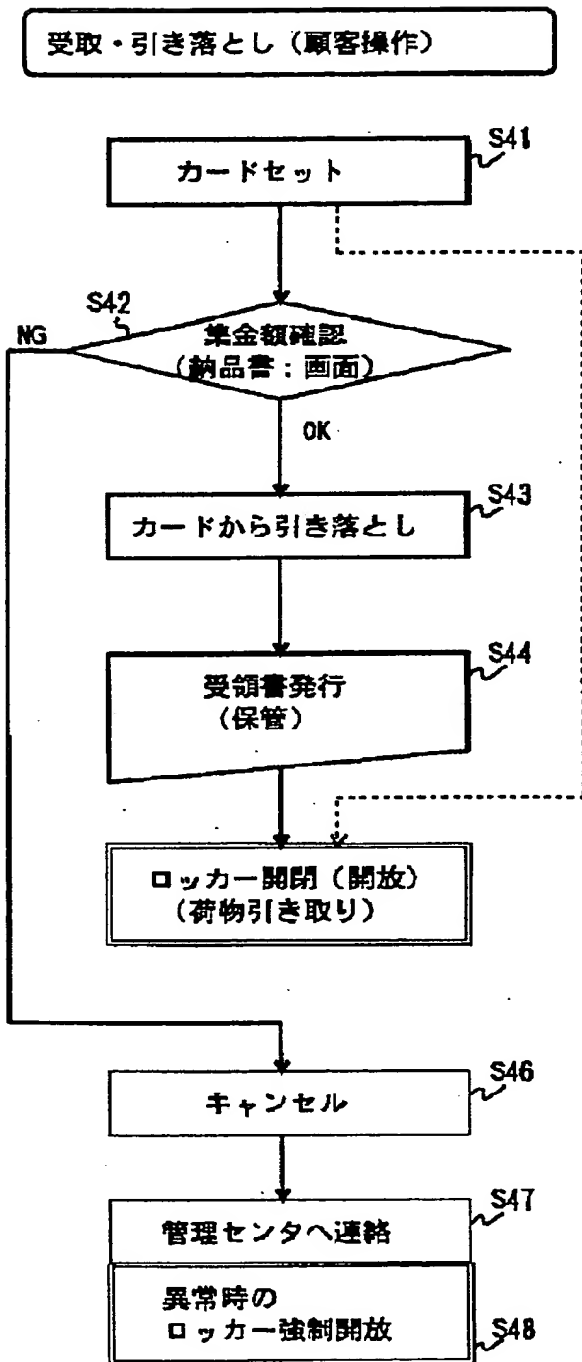 受取・引き落とし（顧客操作）
S41
カードセット
S42
NG
集金額確認
（納品書：画面）
OK
S43
カードから引き落とし
S44
受領書発行
（保管）
ロッカー開閉（開放）
（荷物引き取り）
S46
キャンセル
S47
管理センタへ連絡
異常時の
ロッカー強制開放
S48